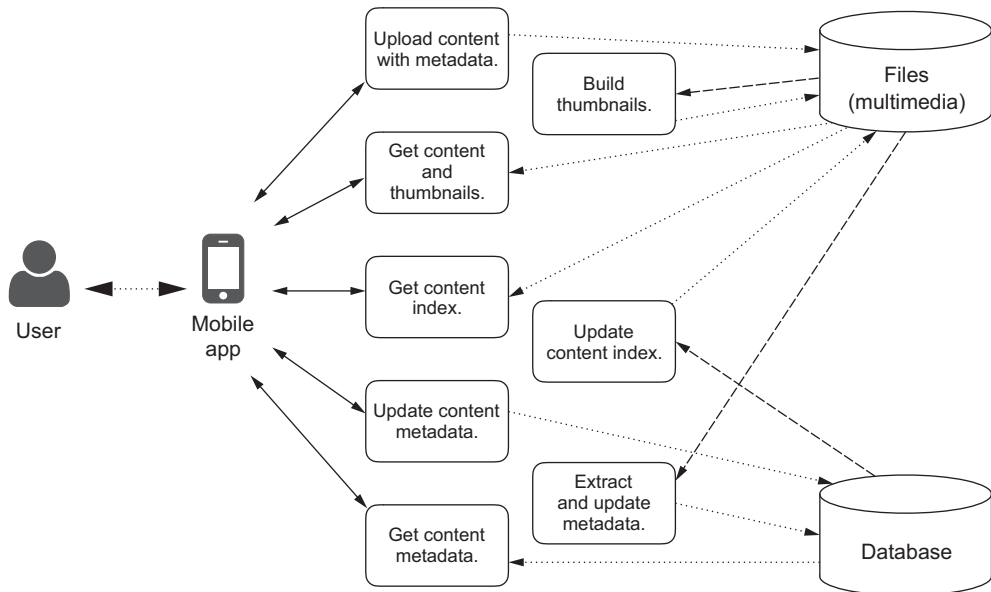 Upload content
with metadata.
Build
thumbnails.
Files
(multimedia)
Get content
and
thumbnails.
User
Mobile
app
Get content
index.
Update
content index.
Update content
metadata.
Extract
and update
metadata.
Get content
metadata.
Database